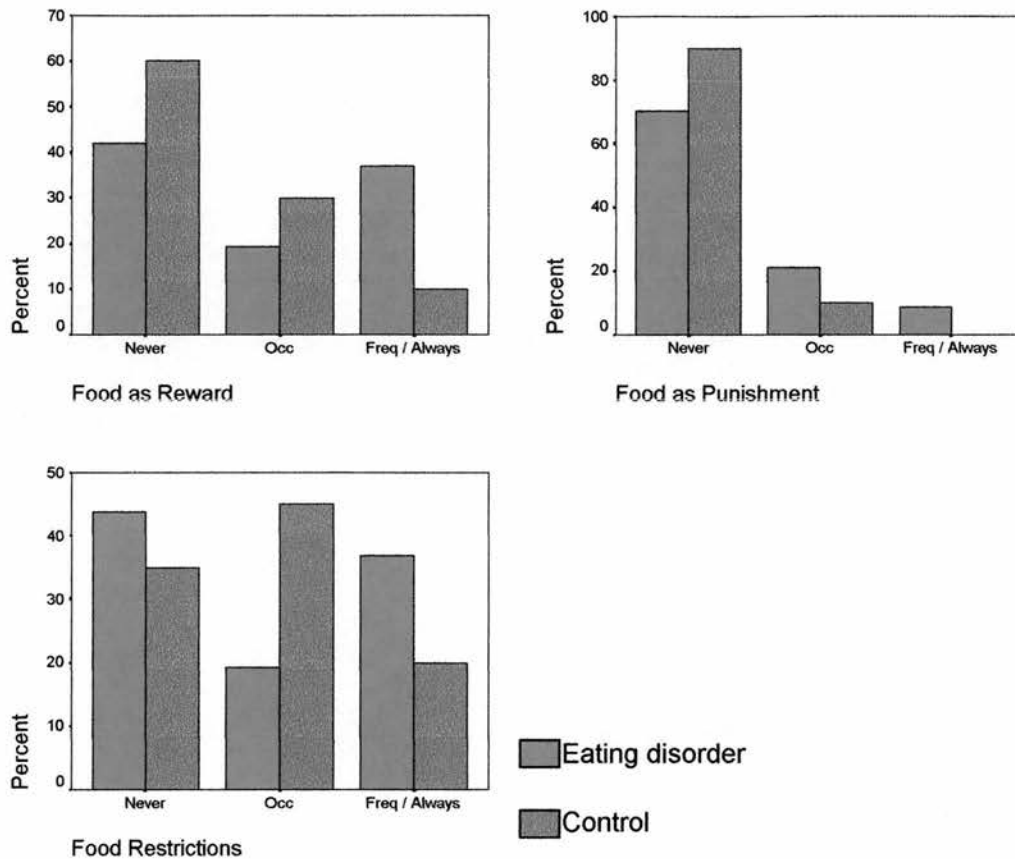 70
60
50
40
30
20
10
0
Percent
Never Occ Freq / Always
Food as Reward
100
80
60
40
20
0
Percent
Never Occ Freq / Always
Food as Punishment
50
40
30
20
10
0
Percent
Never Occ Freq / Always
Food Restrictions
Eating disorder
Control